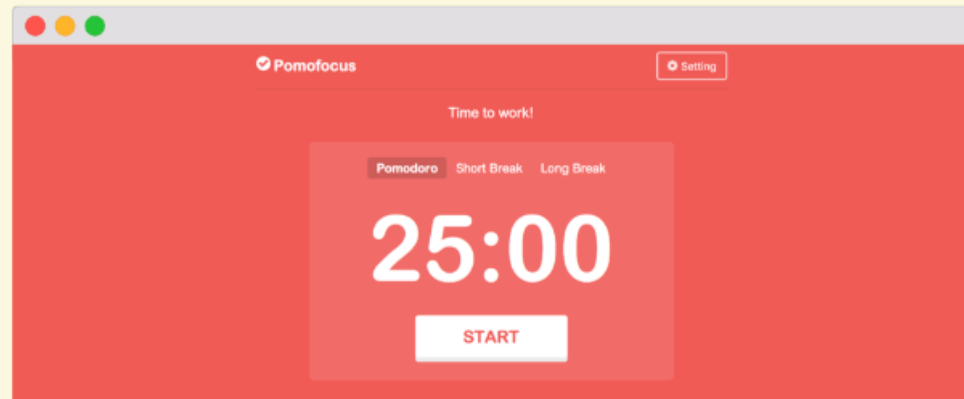 Pomofocus
Setting
Time to work!
Pomodoro Short Break Long Break
25:00
START